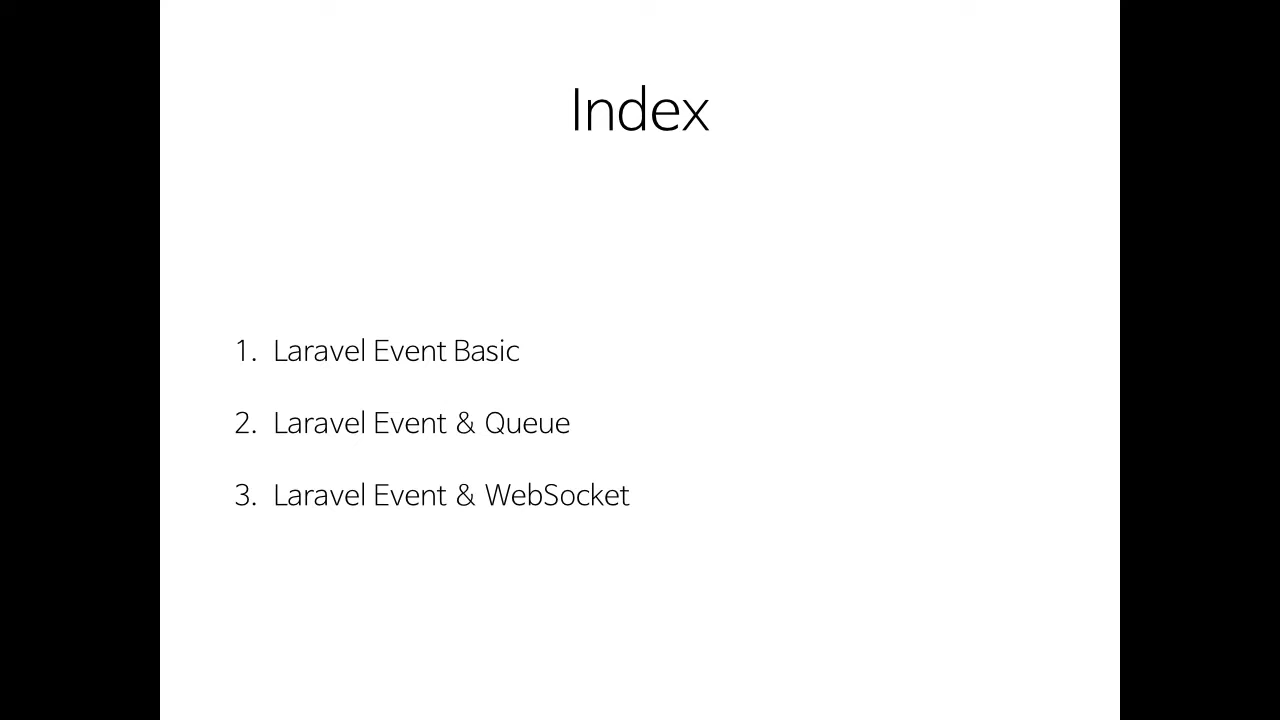 Index
1. Laravel Event Basic
2. Laravel Event & Queue
3. Laravel Event & WebSocket